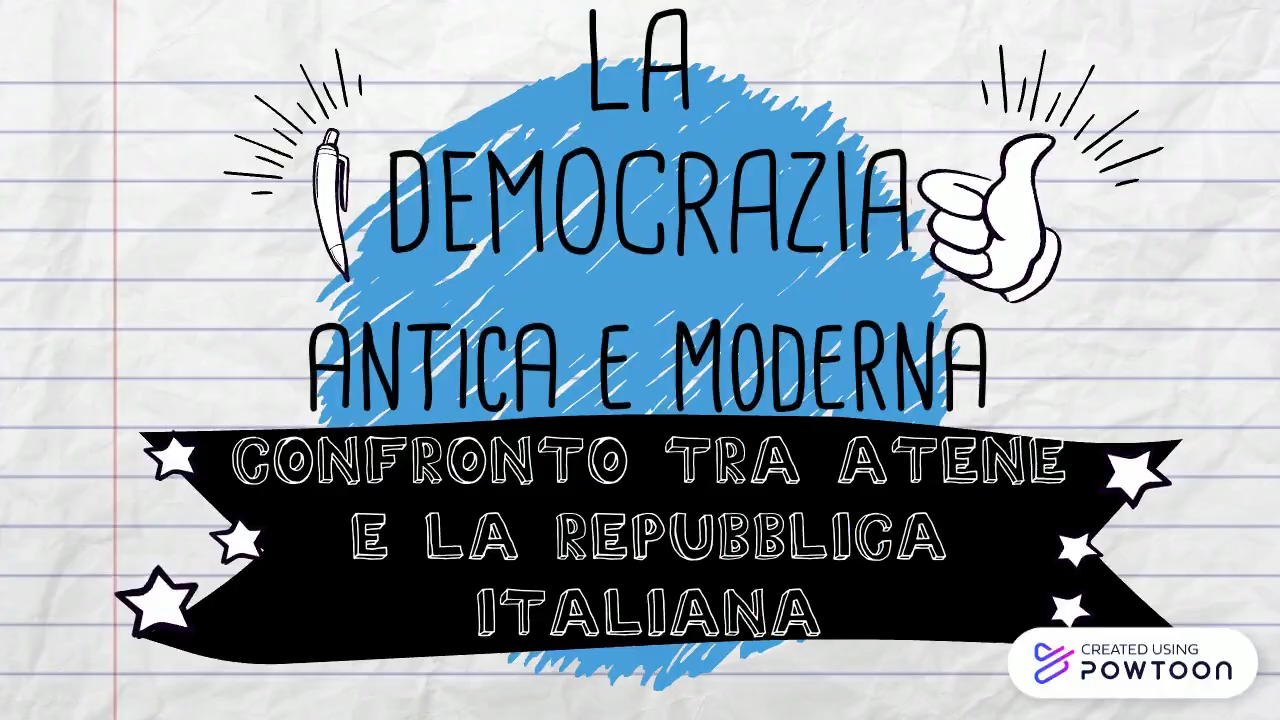 LA
DEMOCRAZIA
ANTICA E MODERNA
CONFRONTO TRA ATENE
E LA REPUBBLICA
ITALIANA
CREATED USING
POWTOON